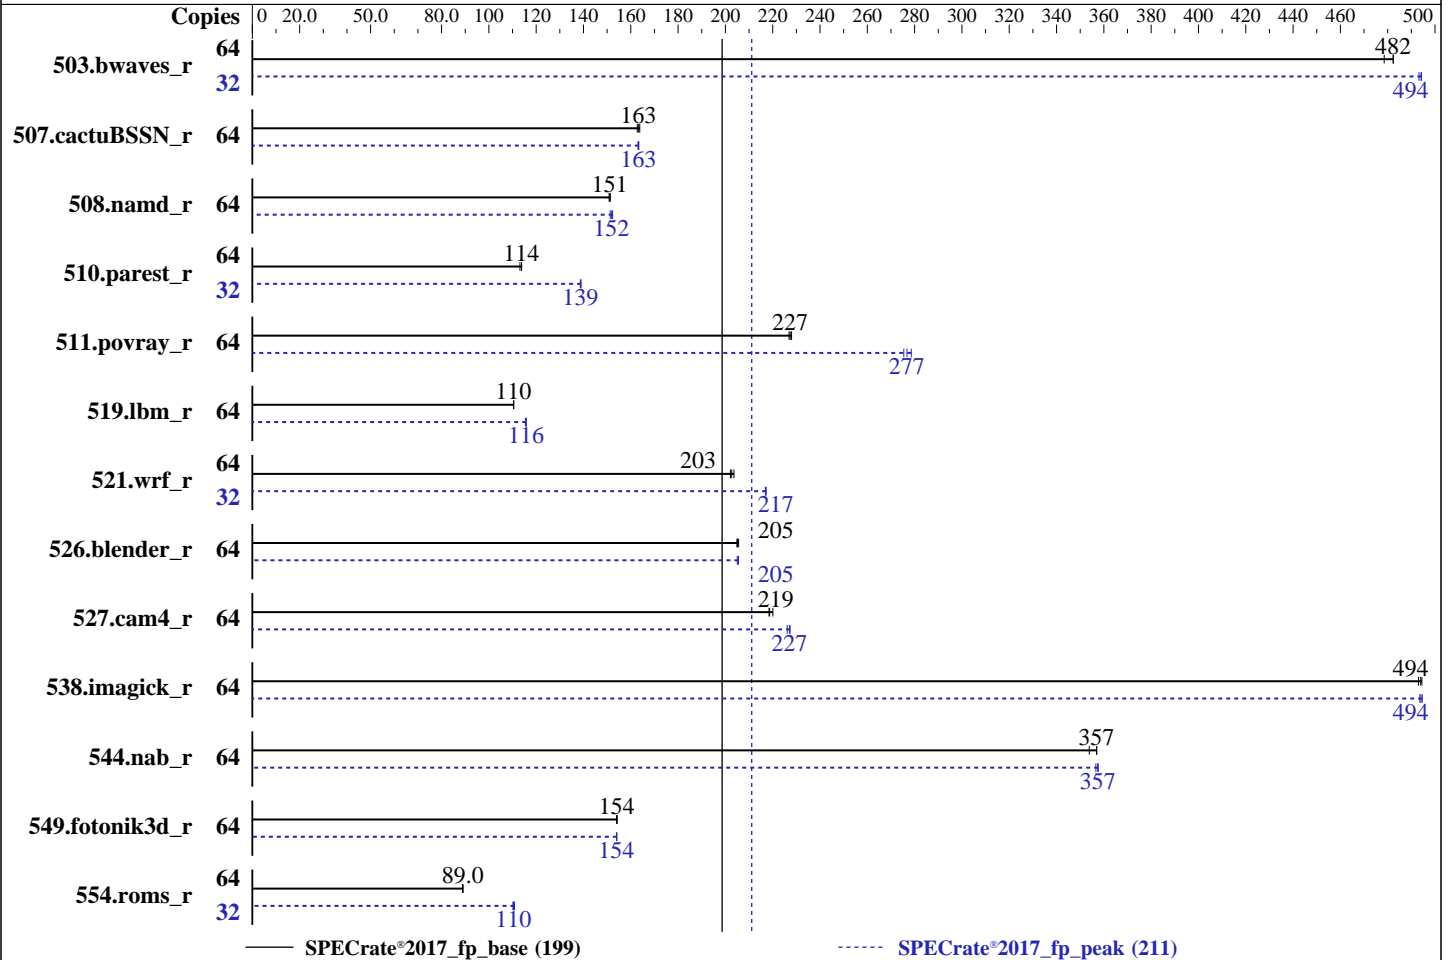 Copies 0 20.0 50.0 80.0 100 120 140 160 180 200 220 240 260 280 300 320 340 360 380 400 420 440 460 500
503.bwaves_r 64 482
32 494
507.cactuBSSN_r 64 163
163
508.namd_r 64 151
152
510.parest_r 64 114
32 139
511.povray_r 64 227
277
519.lbm_r 64 110
116
521.wrf_r 64 203
32 217
526.blender_r 64 205
205
527.cam4_r 64 219
227
538.imagick_r 64 494
494
544.nab_r 64 357
357
549.fotonik3d_r 64 154
154
554.roms_r 64 89.0
32 110
SPECrate®2017_fp_base (199) SPECrate®2017_fp_peak (211)